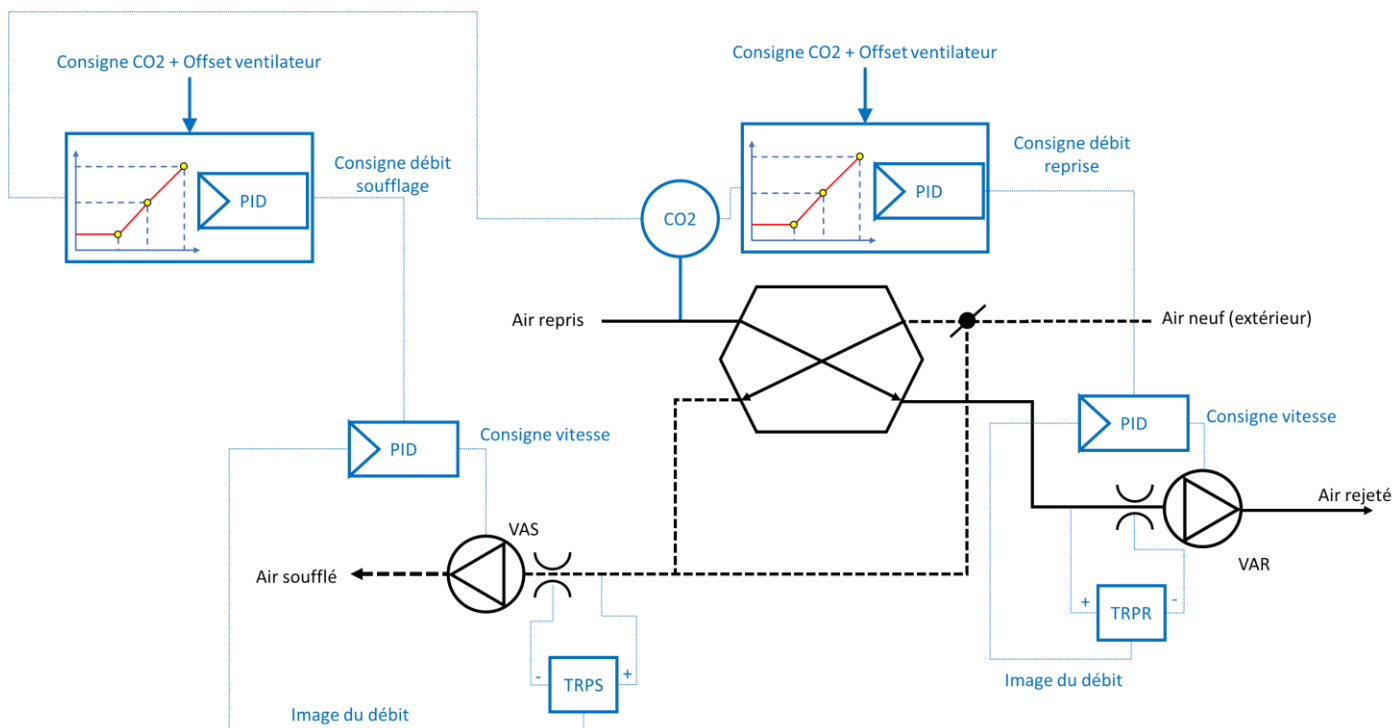 Consigne CO2 + Offset ventilateur
Consigne CO2 + Offset ventilateur
Consigne débit
soufflage
PID
CO2
PID
Consigne débit
reprise
Air repris
Air neuf (extérieur)
PID
Consigne vitesse
PID
Consigne vitesse
Air rejeté
VAS
VAR
Air soufflé
+
TRPR
-
-
TRPS
+
Image du débit
Image du débit